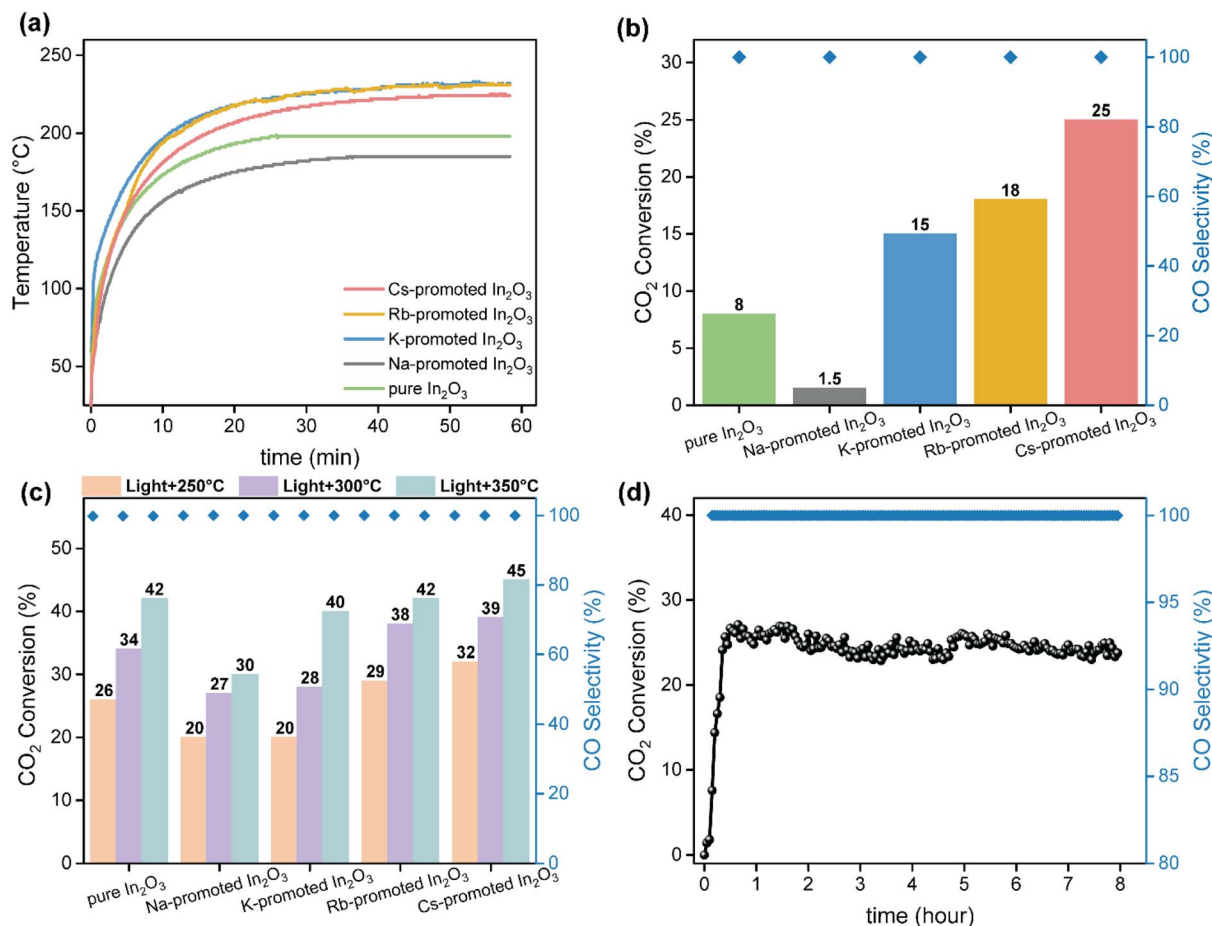 (a)
250
200
150
100
50
Temperature (°C)
Cs-promoted In₂O₃
Rb-promoted In₂O₃
K-promoted In₂O₃
Na-promoted In₂O₃
pure In₂O₃
0 10 20 30 40 50 60
time (min)
(b)
30
25
20
15
10
5
0
CO₂ Conversion (%)
8
1.5
15
18
25
100
80
60
40
20
0
CO Selectivity (%)
pure In₂O₃
Na-promoted In₂O₃
K-promoted In₂O₃
Rb-promoted In₂O₃
Cs-promoted In₂O₃
(c)
Light+250°C Light+300°C Light+350°C
50
40
30
20
10
0
CO₂ Conversion (%)
26 34 42
20 27 30
20 28 40
29 38 42
32 39 45
100
80
60
40
20
0
CO Selectivity (%)
pure In₂O₃
Na-promoted In₂O₃
K-promoted In₂O₃
Rb-promoted In₂O₃
Cs-promoted In₂O₃
(d)
40
30
20
10
0
CO₂ Conversion (%)
100
95
90
85
80
CO Selectivity (%)
0 1 2 3 4 5 6 7 8
time (hour)